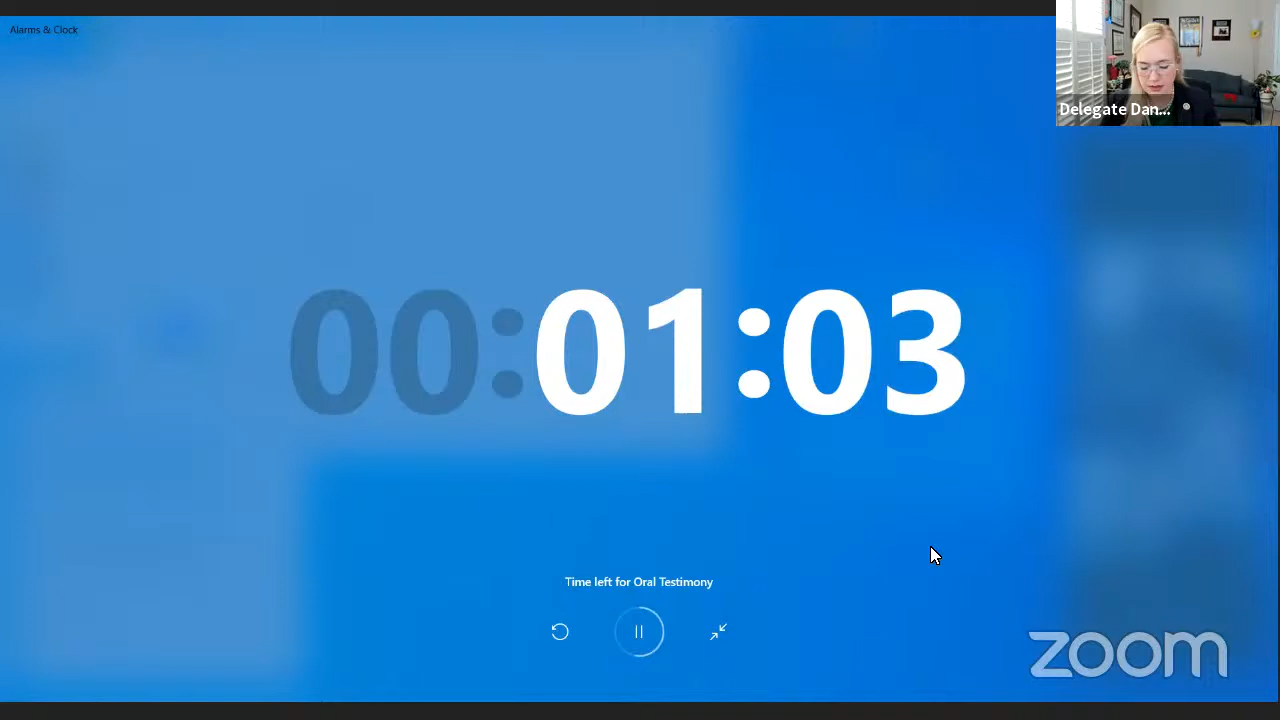 Alarms & Clock
Delegate Dan...
00:01:03
Time left for Oral Testimony
zoom